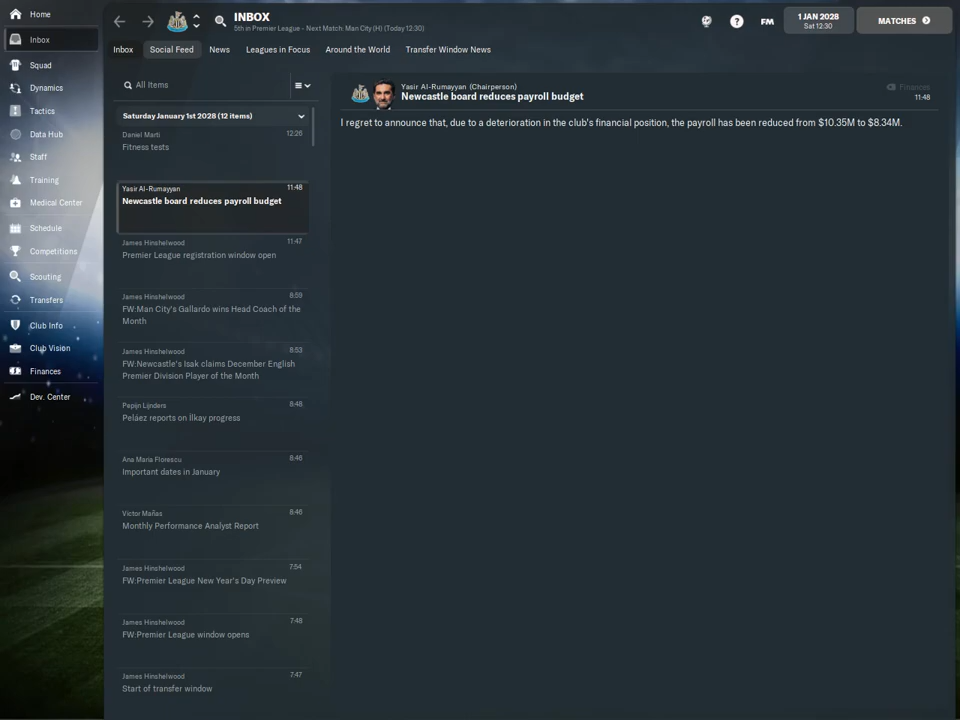 Home
Inbox
Squad
Dynamics
Tactics
Data Hub
Staff
Training
Medical Center
Schedule
Competitions
Scouting
Transfers
Club Info
Club Vision
Finances
Dev. Center
INBOX
5th in Premier League - Next Match: Man City (H) (Today 12:30)
?
FM
1 JAN 2028
Sat 12:30
MATCHES
Inbox
Social Feed
News
Leagues in Focus
Around the World
Transfer Window News
All Items
Saturday January 1st 2028 (12 items)
Daniel Martí 12:26
Fitness tests
Yasir Al-Rumayyan 11:48
Newcastle board reduces payroll budget
James Hinshelwood 11:47
Premier League registration window open
James Hinshelwood 8:59
FW:Man City's Gallardo wins Head Coach of the
Month
James Hinshelwood 8:53
FW:Newcastle's Isak claims December English
Premier Division Player of the Month
Pepijn Lijnders 8:48
Peláez reports on İlkay progress
Ana Maria Florescu 8:46
Important dates in January
Víctor Mañas 8:46
Monthly Performance Analyst Report
James Hinshelwood 7:54
FW:Premier League New Year's Day Preview
James Hinshelwood 7:48
FW:Premier League window opens
James Hinshelwood 7:47
Start of transfer window
Yasir Al-Rumayyan (Chairperson)
Newcastle board reduces payroll budget
Finances
11:48
I regret to announce that, due to a deterioration in the club's financial position, the payroll has been reduced from $10.35M to $8.34M.